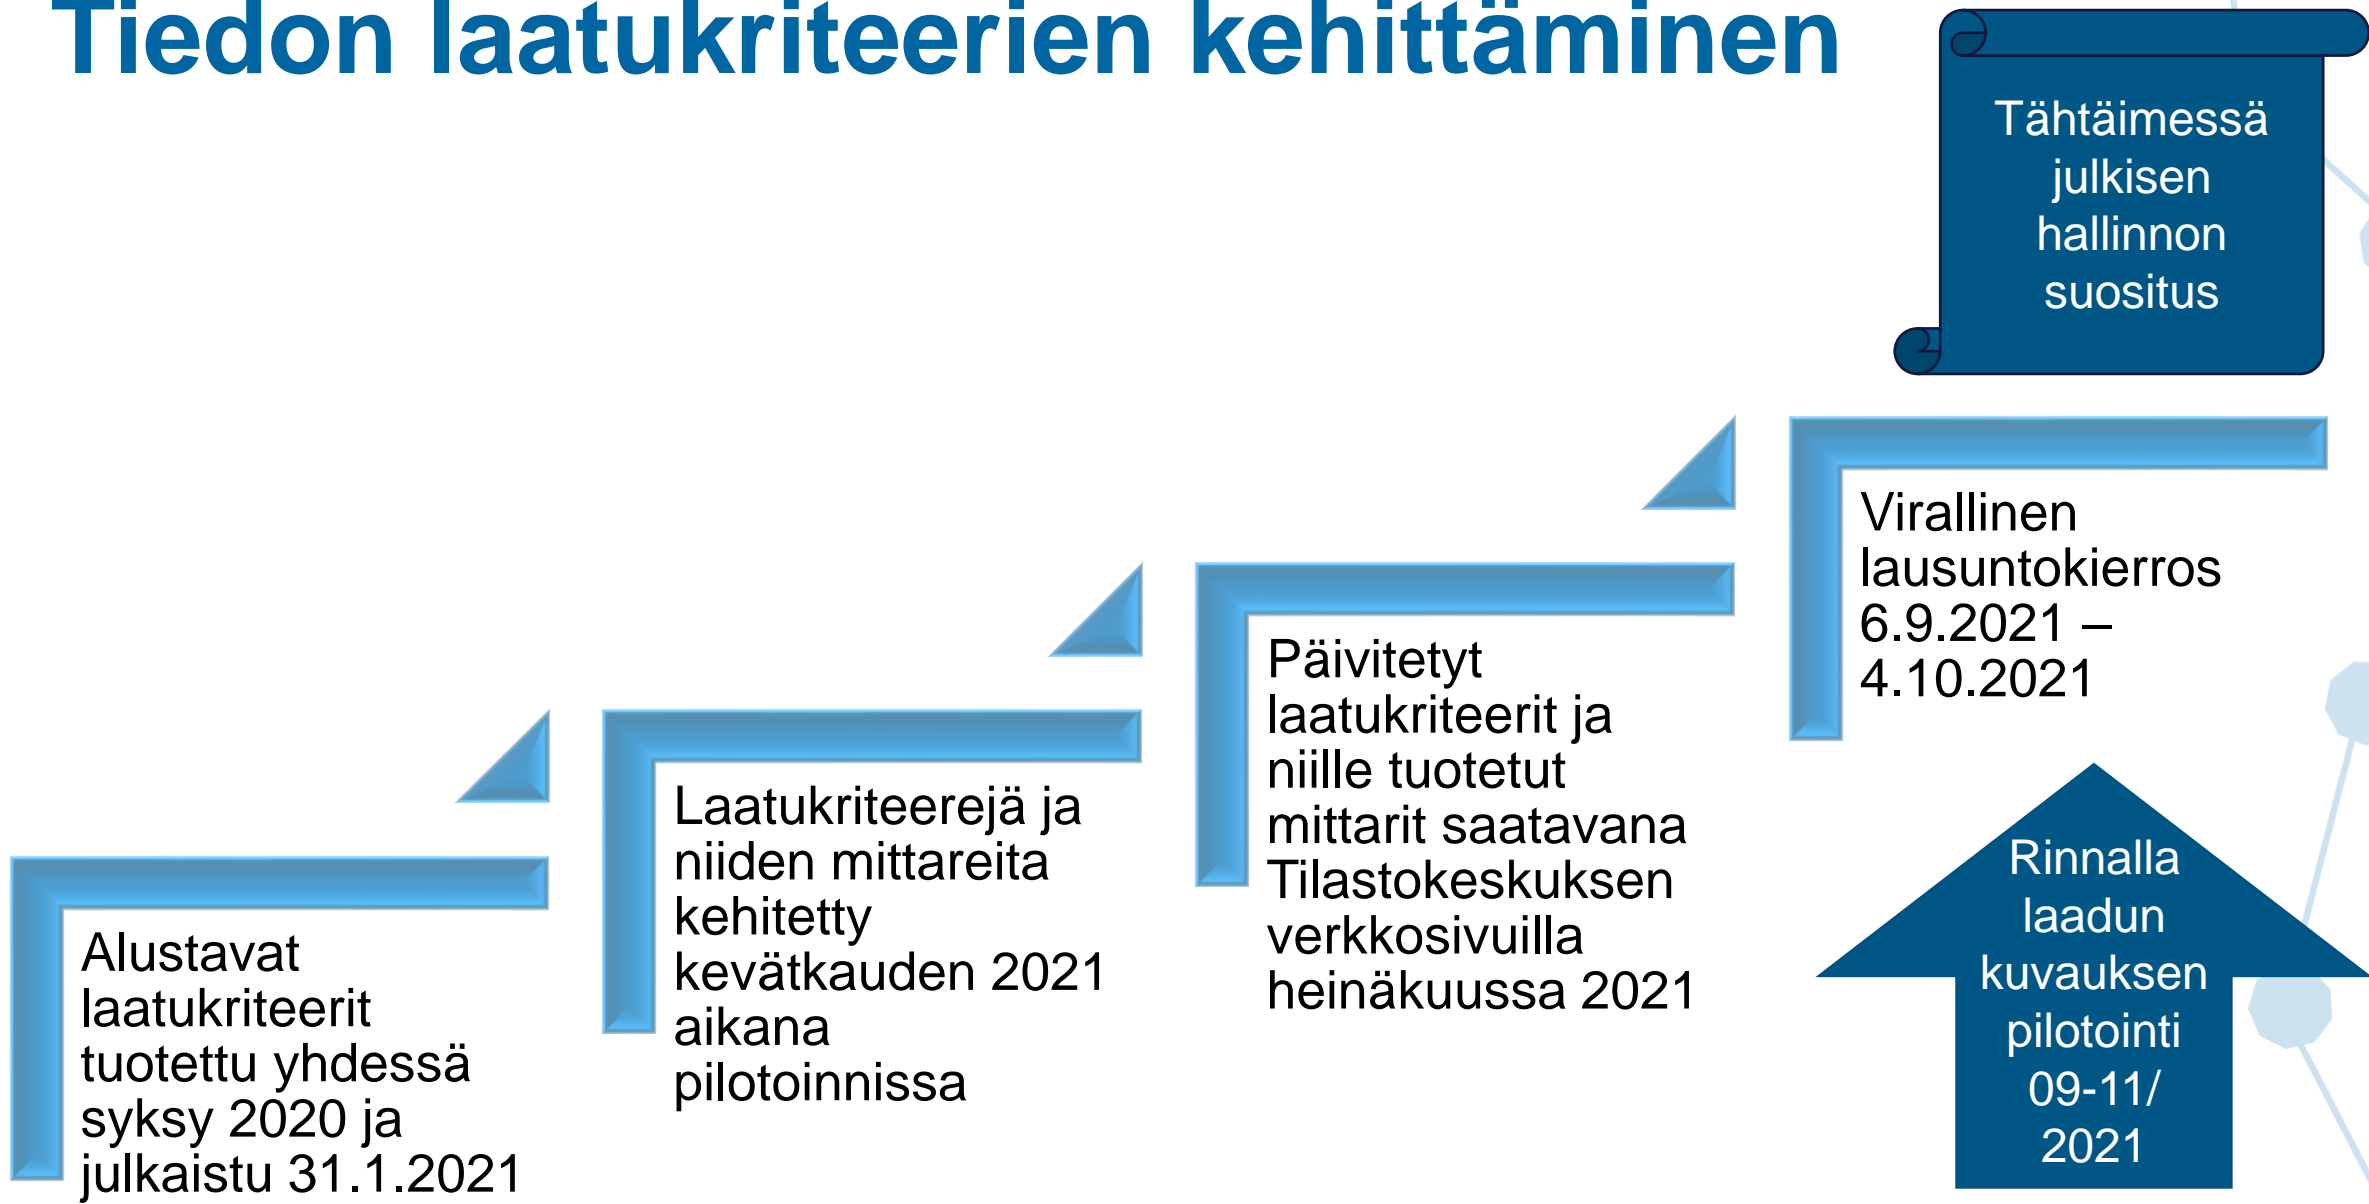 Tiedon laatukriteerien kehittäminen
Tähtäimessä
julkisen
hallinnon
suositus
Alustavat
laatukriteerit
tuotettu yhdessä
syksy 2020 ja
julkaistu 31.1.2021
Laatukriteerejä ja
niiden mittareita
kehitetty
kevätkauden 2021
aikana
pilotoinnissa
Päivitetyt
laatukriteerit ja
niille tuotetut
mittarit saatavana
Tilastokeskuksen
verkkosivuilla
heinäkuussa 2021
Virallinen
lausuntokierros
6.9.2021 –
4.10.2021
Rinnalla
laadun
kuvauksen
pilotointi
09-11/
2021